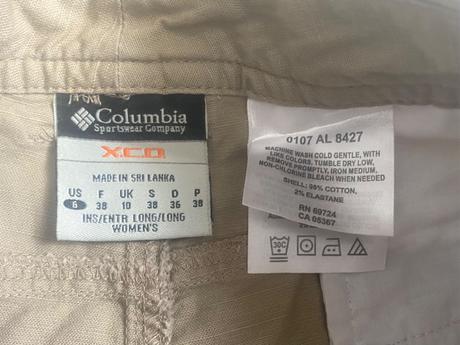 Columbia
Sportswear Company
XCO
MADE IN SRI LANKA
US F UK S D P
6 38 10 38 36 38
INS/ENTR LONG/LONG
WOMEN'S
0107 AL 8427
MACHINE WASH COLD GENTLE, WITH
LIKE COLORS. TUMBLE DRY LOW,
REMOVE PROMPTLY, IRON MEDIUM.
NON-CHLORINE BLEACH WHEN NEEDED
SHELL: 98% COTTON,
2% ELASTANE
RN 69724
CA 05367
30C